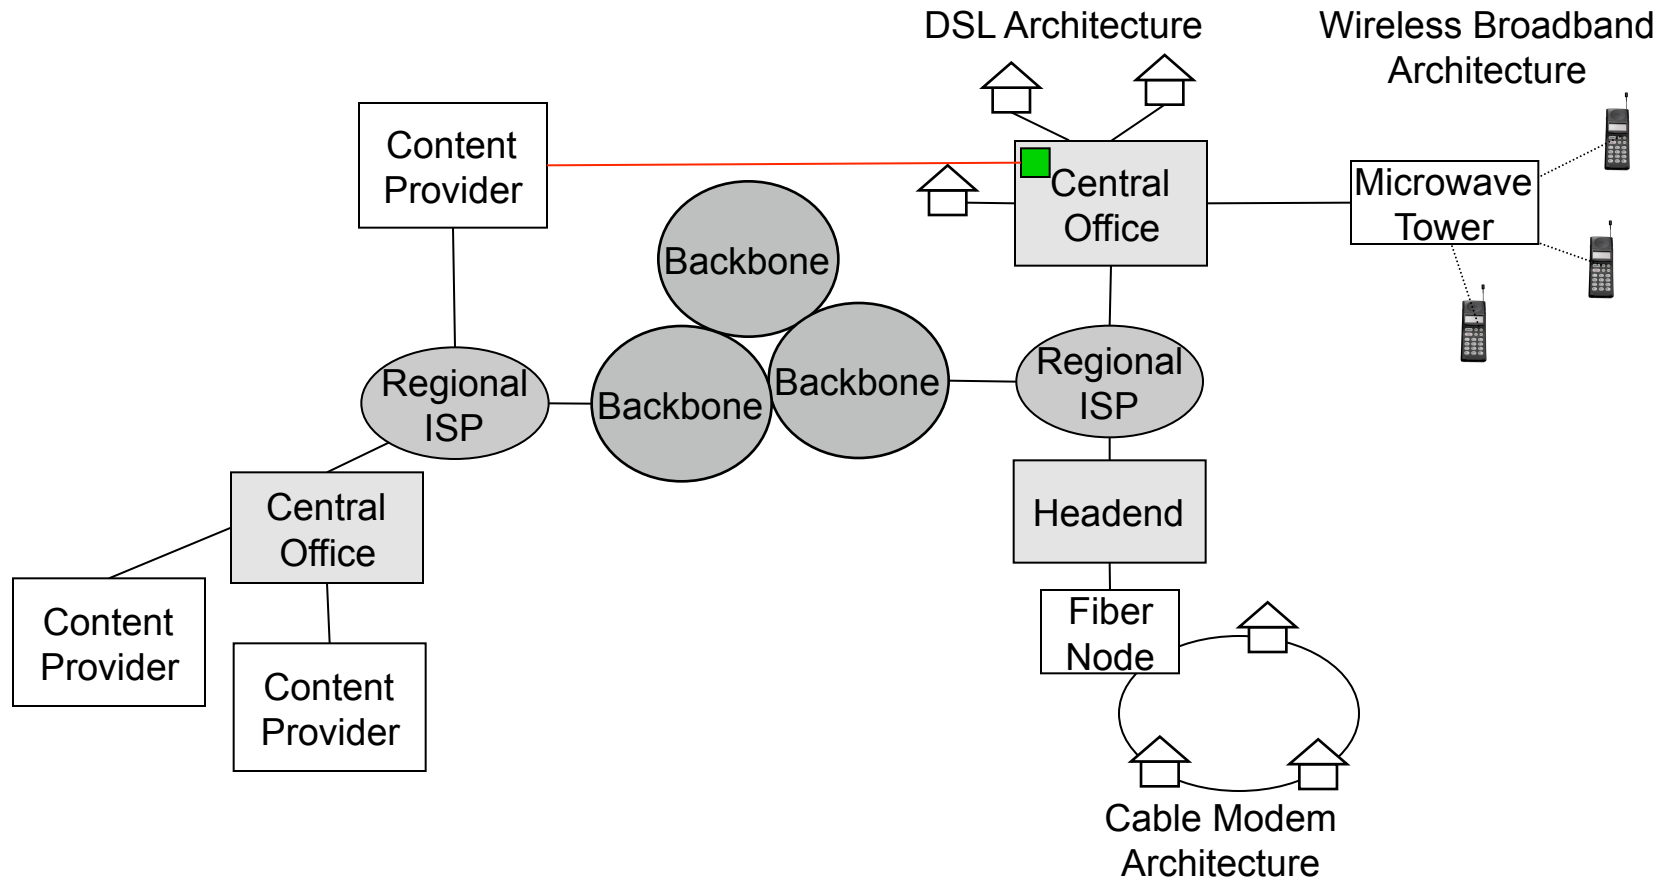 DSL Architecture
Wireless Broadband
Architecture
Content
Provider
Central
Office
Microwave
Tower
Backbone
Backbone
Backbone
Regional
ISP
Regional
ISP
Central
Office
Headend
Content
Provider
Content
Provider
Fiber
Node
Cable Modem
Architecture